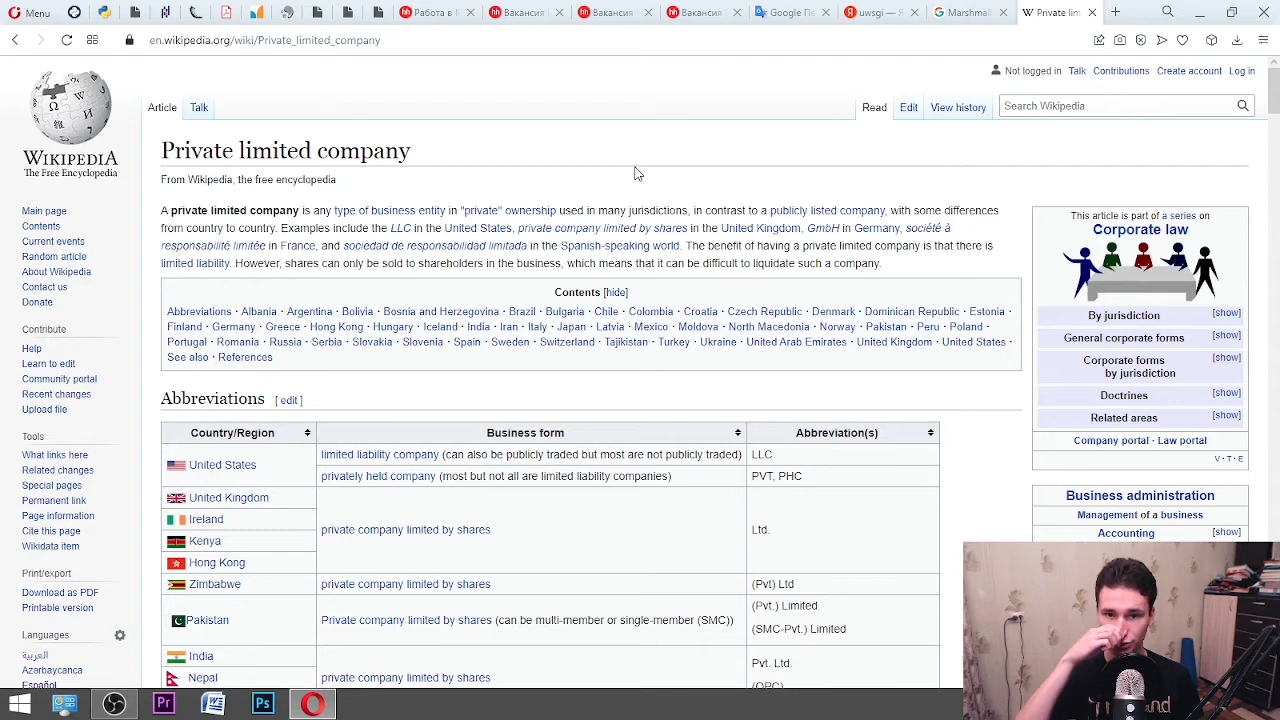 Menu
Работа в М
Вакансия
Вакансия
Вакансия Г
Google Пе
uwsgi —
Marshmall
Private lim
en.wikipedia.org/wiki/Private_limited_company
Not logged in Talk Contributions Create account Log in
Article Talk
Read Edit View history
Search Wikipedia
WIKIPEDIA
The Free Encyclopedia
Main page
Contents
Current events
Random article
About Wikipedia
Contact us
Donate
Contribute
Help
Learn to edit
Community portal
Recent changes
Upload file
Tools
What links here
Related changes
Special pages
Permanent link
Page information
Cite this page
Wikidata item
Print/export
Download as PDF
Printable version
Languages
العربية
Azərbaycanca
Español
Private limited company
From Wikipedia, the free encyclopedia
A private limited company is any type of business entity in "private" ownership used in many jurisdictions, in contrast to a publicly listed company, with some differences
from country to country. Examples include the LLC in the United States, private company limited by shares in the United Kingdom, GmbH in Germany, société à
responsabilité limitée in France, and sociedad de responsabilidad limitada in the Spanish-speaking world. The benefit of having a private limited company is that there is
limited liability. However, shares can only be sold to shareholders in the business, which means that it can be difficult to liquidate such a company.
Contents [hide]
Abbreviations · Albania · Argentina · Bolivia · Bosnia and Herzegovina · Brazil · Bulgaria · Chile · Colombia · Croatia · Czech Republic · Denmark · Dominican Republic · Estonia ·
Finland · Germany · Greece · Hong Kong · Hungary · Iceland · India · Iran · Italy · Japan · Latvia · Mexico · Moldova · North Macedonia · Norway · Pakistan · Peru · Poland ·
Portugal · Romania · Russia · Serbia · Slovakia · Slovenia · Spain · Sweden · Switzerland · Tajikistan · Turkey · Ukraine · United Arab Emirates · United Kingdom · United States ·
See also · References
Abbreviations [ edit ]
Country/Region Business form Abbreviation(s)
United States
limited liability company (can also be publicly traded but most are not publicly traded) LLC
privately held company (most but not all are limited liability companies) PVT, PHC
United Kingdom
Ireland
private company limited by shares Ltd.
Kenya
Hong Kong
Zimbabwe private company limited by shares (Pvt) Ltd
Pakistan Private company limited by shares (can be multi-member or single-member (SMC))
(Pvt.) Limited
(SMC-Pvt.) Limited
India
Pvt. Ltd.
Nepal private company limited by shares
(OPC)
This article is part of a series on
Corporate law
By jurisdiction [show]
General corporate forms [show]
Corporate forms [show]
by jurisdiction
Doctrines [show]
Related areas [show]
Company portal · Law portal
V · T · E
Business administration
Management of a business
Accounting [show]
Pr
Ps